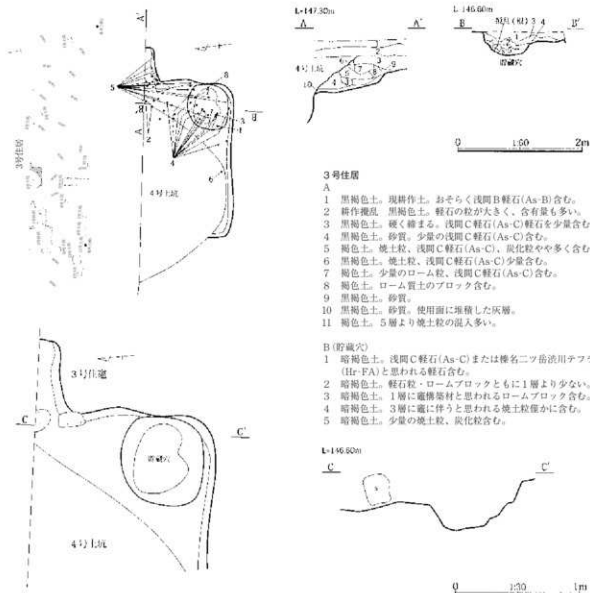 A'
3号住居
A
B
4号土坑
5
2
4
8
6
L=147.30m
A
A'
4号土坑
L=146.60m
B
B'
貯蔵穴
0
1:60
2m
3号住居
A
1 黒褐色土。現耕作土。おそらく浅間B軽石(As-B)含む。
2 耕作攪乱 黒褐色土。軽石の粒が大きく、含有量も多い。
3 黒褐色土。硬く締まる。浅間C軽石(As-C)軽石を少量含む
4 黒褐色土。砂質。少量の浅間C軽石(As-C)含む。
5 褐色土。焼土粒、浅間C軽石(As-C)、炭化粒やや多く含む
6 黒褐色土。焼土粒、浅間C軽石(As-C)少量含む。
7 褐色土。少量のローム粒、浅間C軽石(As-C)含む。
8 褐色土。ローム質土のブロック含む。
9 黒褐色土。砂質。
10 黒褐色土。砂質。使用面に堆積した灰層。
11 褐色土。5層より焼土粒の混入多い。
B(貯蔵穴)
1 暗褐色土。浅間C軽石(As-C)または榛名二ツ岳渋川テフラ
(Hr-FA)と思われる軽石含む。
2 暗褐色土。軽石粒・ロームブロックともに1層より少ない。
3 暗褐色土。1層に竈構築材と思われるロームブロック含む。
4 暗褐色土。3層に竈に伴うと思われる焼土粒僅かに含む。
5 暗褐色土。少量の焼土粒、炭化粒含む。
3号住竈
C
C'
貯蔵穴
4号土坑
L=146.60m
C
C'
0
1:30
1m